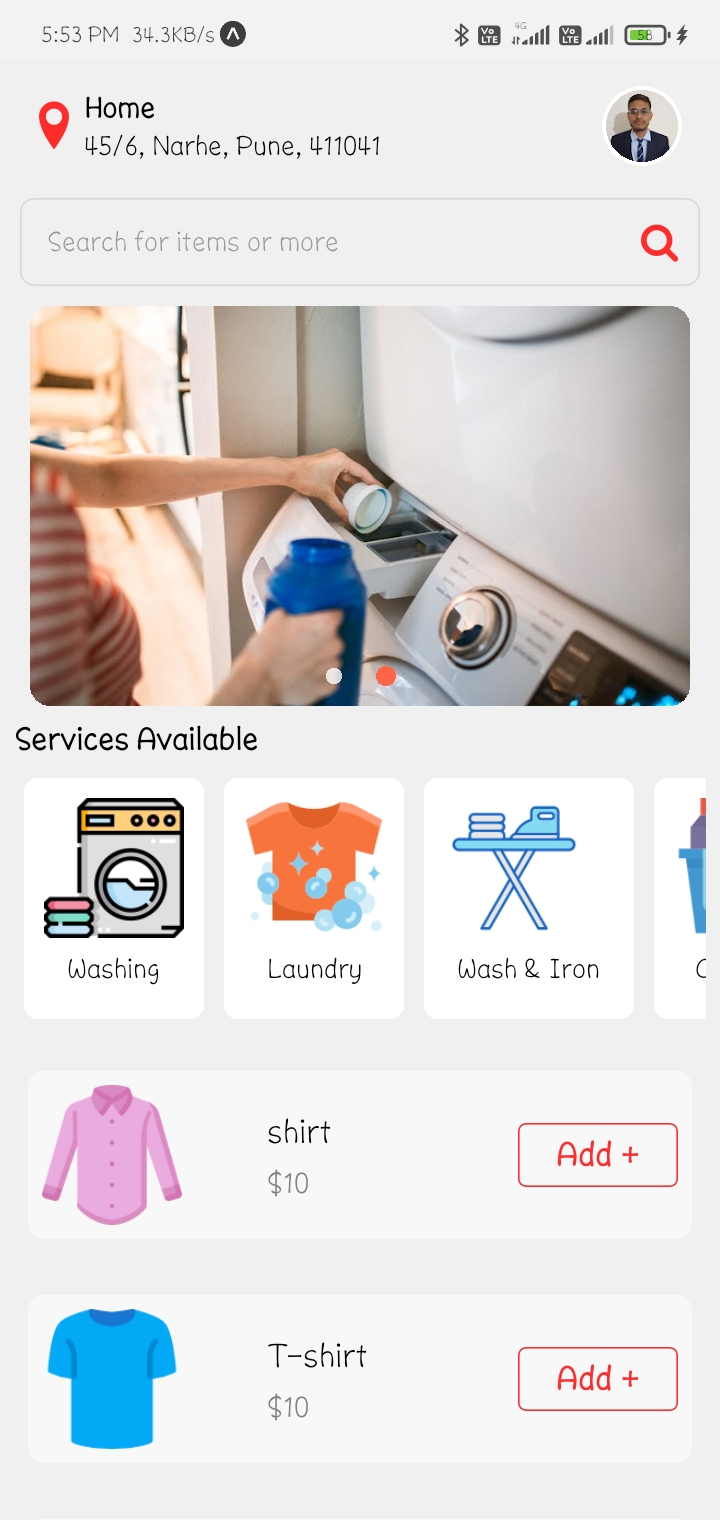 5:53 PM 34.3KB/s
Vo LTE 4G Vo LTE 58
Home
45/6, Narhe, Pune, 411041
Search for items or more
Services Available
Washing Laundry Wash & Iron
shirt
$10
Add +
T-shirt
$10
Add +